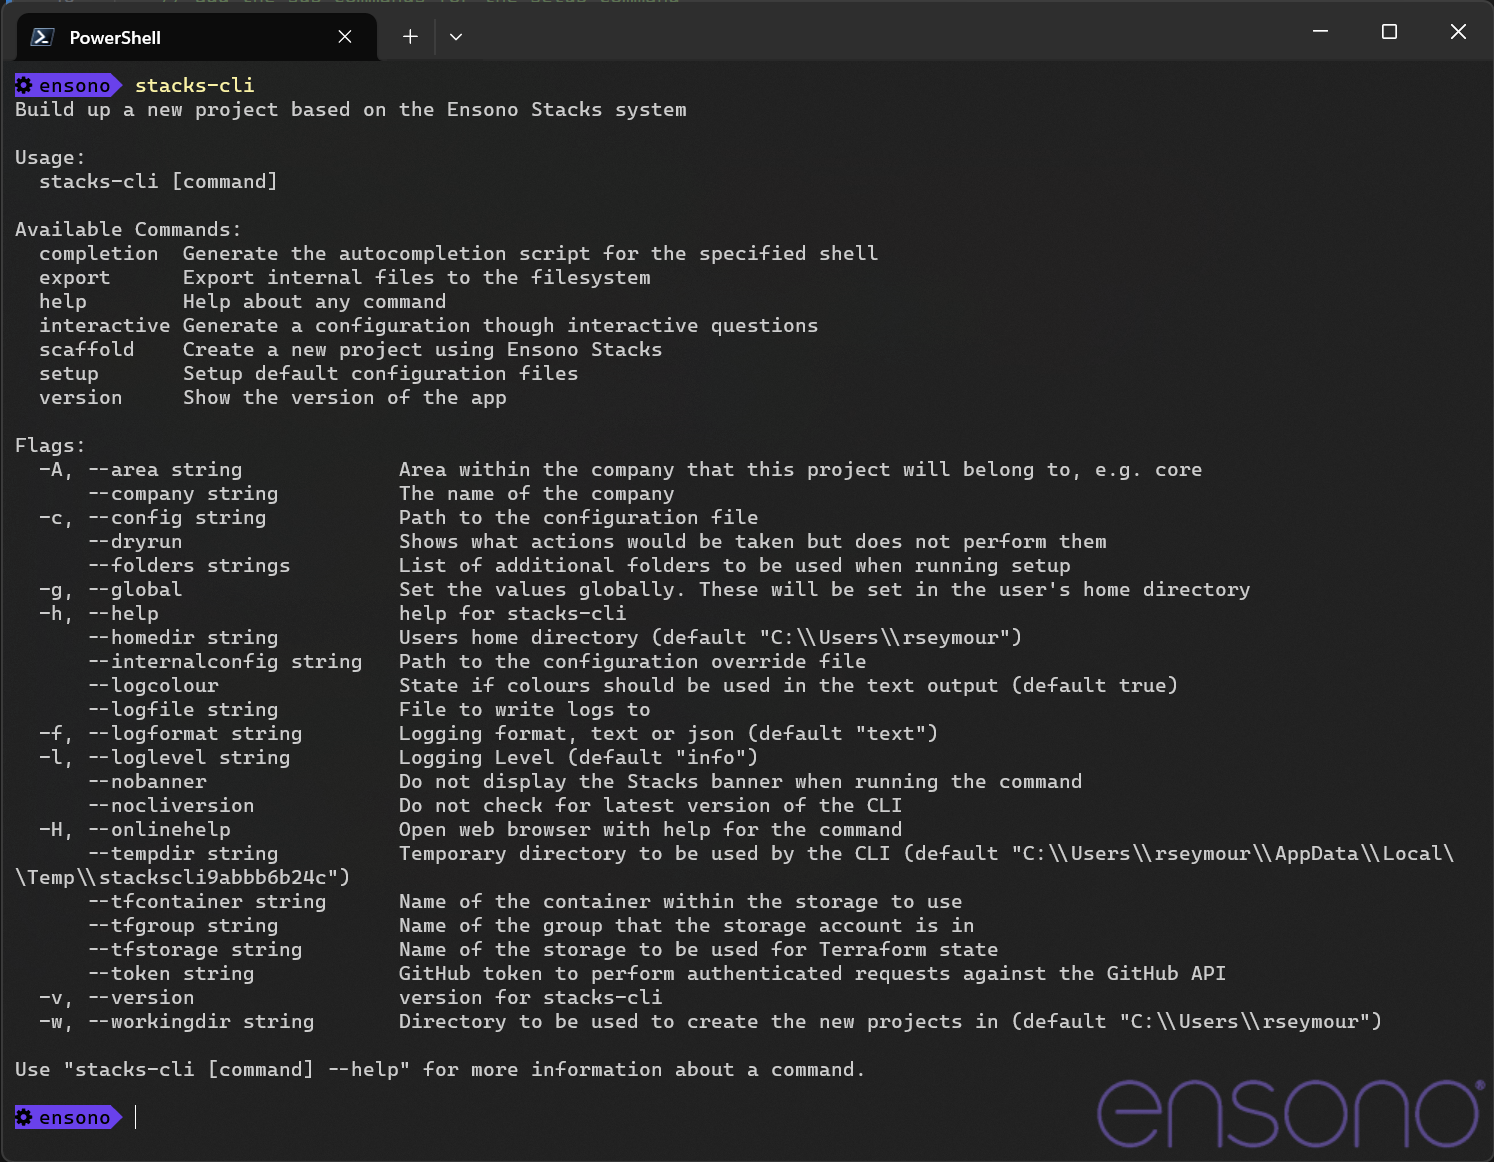 PowerShell
ensono stacks-cli
Build up a new project based on the Ensono Stacks system
Usage:
stacks-cli [command]
Available Commands:
completion Generate the autocompletion script for the specified shell
export Export internal files to the filesystem
help Help about any command
interactive Generate a configuration though interactive questions
scaffold Create a new project using Ensono Stacks
setup Setup default configuration files
version Show the version of the app
Flags:
-A, --area string Area within the company that this project will belong to, e.g. core
--company string The name of the company
-c, --config string Path to the configuration file
--dryrun Shows what actions would be taken but does not perform them
--folders strings List of additional folders to be used when running setup
-g, --global Set the values globally. These will be set in the user's home directory
-h, --help help for stacks-cli
--homedir string Users home directory (default "C:\\Users\\rseymour")
--internalconfig string Path to the configuration override file
--logcolour State if colours should be used in the text output (default true)
--logfile string File to write logs to
-f, --logformat string Logging format, text or json (default "text")
-l, --loglevel string Logging Level (default "info")
--nobanner Do not display the Stacks banner when running the command
--nocliversion Do not check for latest version of the CLI
-H, --onlinehelp Open web browser with help for the command
--tempdir string Temporary directory to be used by the CLI (default "C:\\Users\\rseymour\\AppData\\Local\
\Temp\\stackscli9abbb6b24c")
--tfcontainer string Name of the container within the storage to use
--tfgroup string Name of the group that the storage account is in
--tfstorage string Name of the storage to be used for Terraform state
--token string GitHub token to perform authenticated requests against the GitHub API
-v, --version version for stacks-cli
-w, --workingdir string Directory to be used to create the new projects in (default "C:\\Users\\rseymour")
Use "stacks-cli [command] --help" for more information about a command.
ensono
ensono®